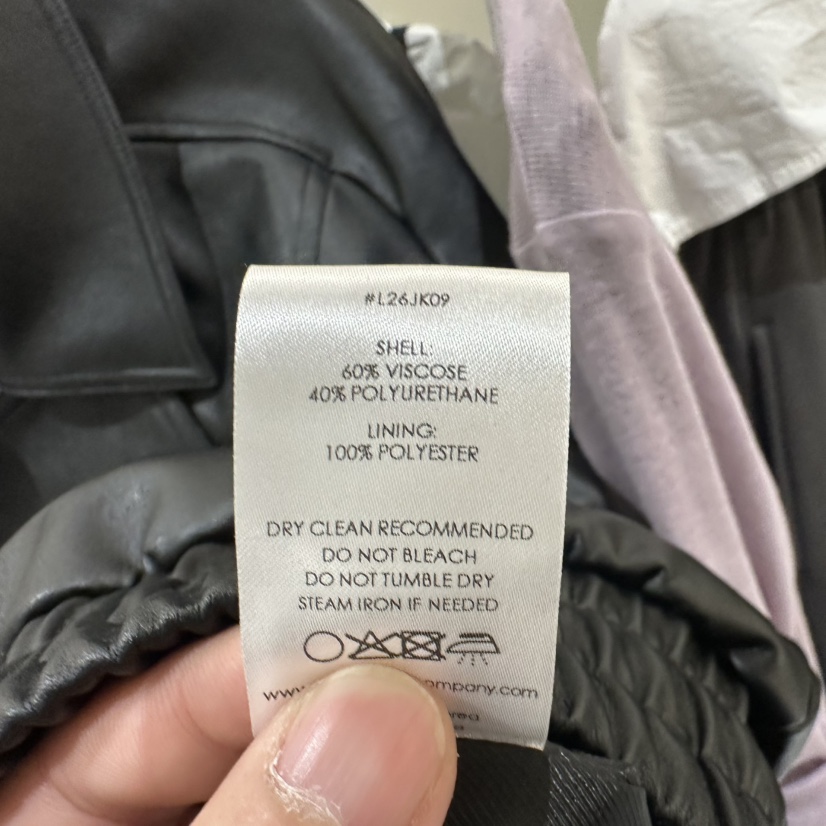 #L26JK09
SHELL:
60% VISCOSE
40% POLYURETHANE
LINING:
100% POLYESTER
DRY CLEAN RECOMMENDED
DO NOT BLEACH
DO NOT TUMBLE DRY
STEAM IRON IF NEEDED